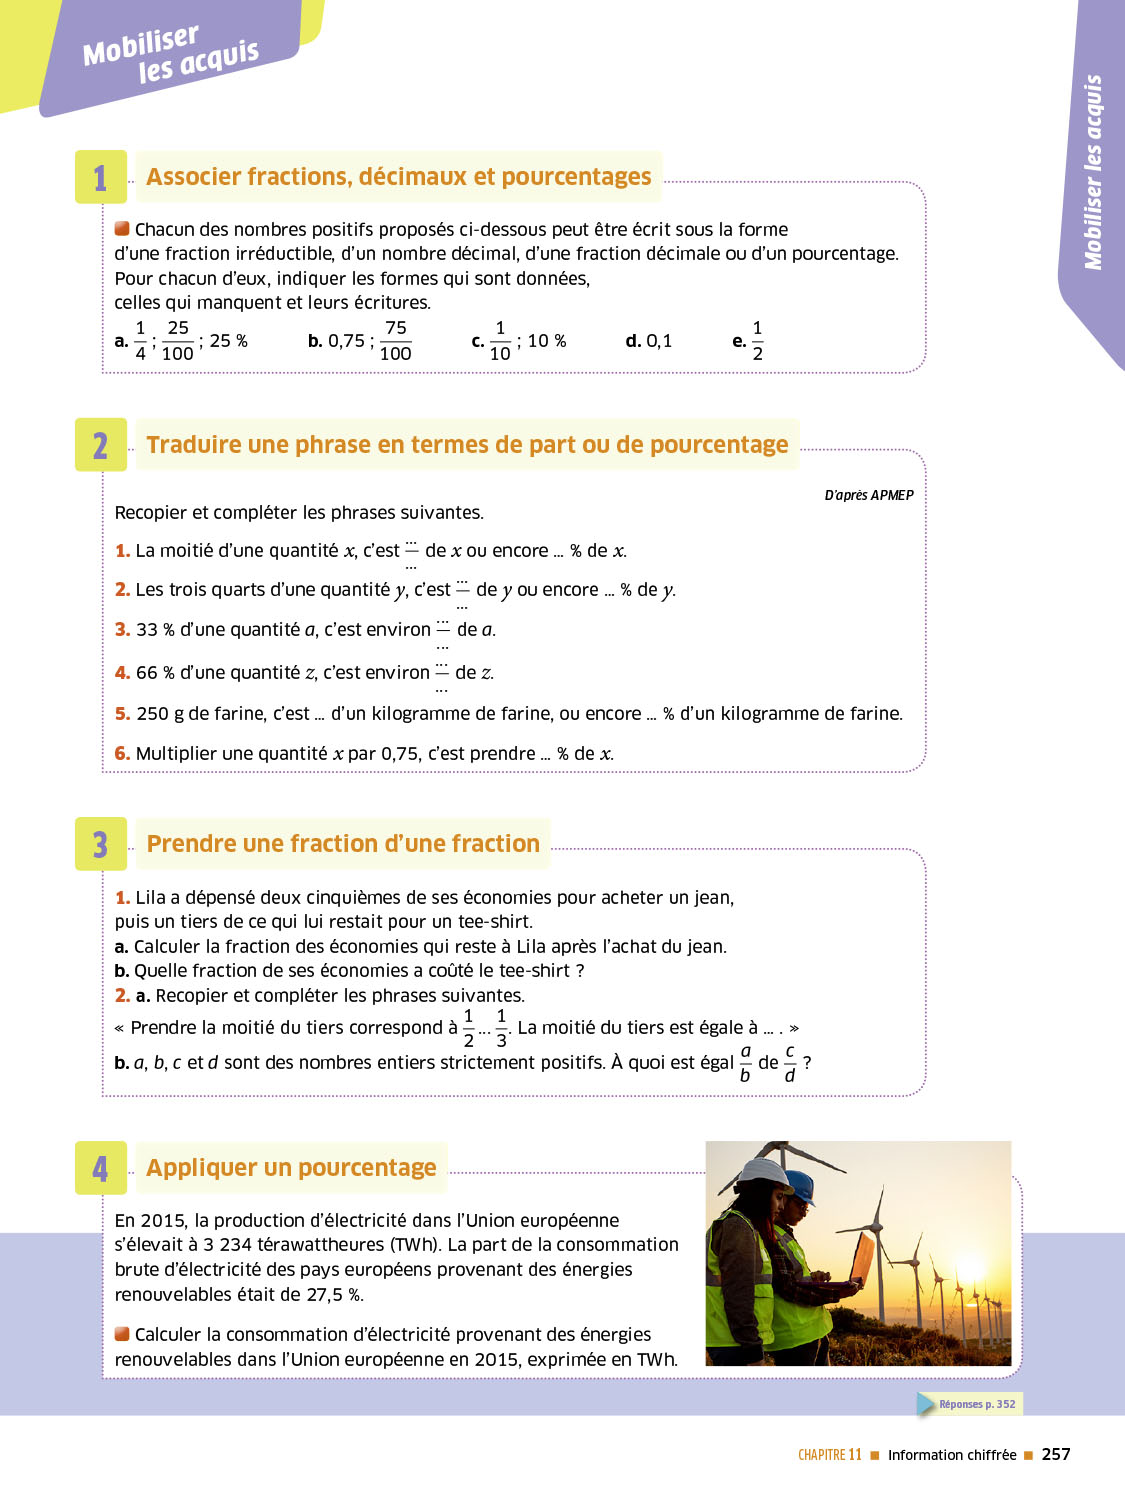 Mobiliser
les acquis
Mobiliser les acquis
1 Associer fractions, décimaux et pourcentages
Chacun des nombres positifs proposés ci-dessous peut être écrit sous la forme
d'une fraction irréductible, d'un nombre décimal, d'une fraction décimale ou d'un pourcentage.
Pour chacun d'eux, indiquer les formes qui sont données,
celles qui manquent et leurs écritures.
a. 1/4 ; 25/100 ; 25 % b. 0,75 ; 75/100 c. 1/10 ; 10 % d. 0,1 e. 1/2
2 Traduire une phrase en termes de part ou de pourcentage
D'après APMEP
Recopier et compléter les phrases suivantes.
1. La moitié d'une quantité x, c'est .../... de x ou encore ... % de x.
2. Les trois quarts d'une quantité y, c'est .../... de y ou encore ... % de y.
3. 33 % d'une quantité a, c'est environ .../... de a.
4. 66 % d'une quantité z, c'est environ .../... de z.
5. 250 g de farine, c'est ... d'un kilogramme de farine, ou encore ... % d'un kilogramme de farine.
6. Multiplier une quantité x par 0,75, c'est prendre ... % de x.
3 Prendre une fraction d'une fraction
1. Lila a dépensé deux cinquièmes de ses économies pour acheter un jean,
puis un tiers de ce qui lui restait pour un tee-shirt.
a. Calculer la fraction des économies qui reste à Lila après l'achat du jean.
b. Quelle fraction de ses économies a coûté le tee-shirt ?
2. a. Recopier et compléter les phrases suivantes.
« Prendre la moitié du tiers correspond à 1/2 ... 1/3. La moitié du tiers est égale à ... . »
b. a, b, c et d sont des nombres entiers strictement positifs. À quoi est égal a/b de c/d ?
4 Appliquer un pourcentage
En 2015, la production d'électricité dans l'Union européenne
s'élevait à 3 234 térawattheures (TWh). La part de la consommation
brute d'électricité des pays européens provenant des énergies
renouvelables était de 27,5 %.
Calculer la consommation d'électricité provenant des énergies
renouvelables dans l'Union européenne en 2015, exprimée en TWh.
Réponses p. 352
CHAPITRE 11 ■ Information chiffrée ■ 257